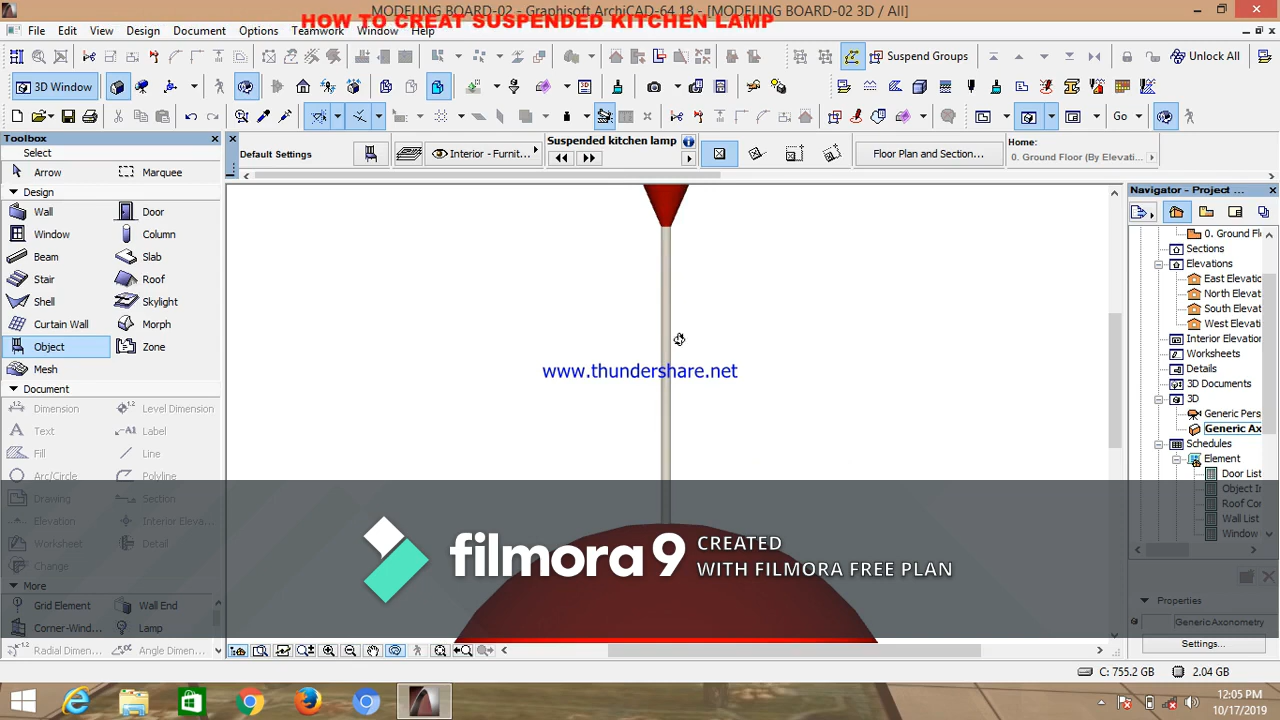 MODELING BOARD-02 - Graphisoft ArchiCAD-64 18 - [MODELING BOARD-02 3D / All]
HOW TO CREAT SUSPENDED KITCHEN LAMP
File Edit View Design Document Options Teamwork Window Help
Suspend Groups
Unlock All
3D Window
Go
Toolbox
Select
Arrow Marquee
Design
Wall Door
Window Column
Beam Slab
Stair Roof
Shell Skylight
Curtain Wall Morph
Object Zone
Mesh
Document
Dimension Level Dimension
Text Label
Fill Line
Arc/Circle Polyline
Drawing Section
Elevation Interior Eleva...
Worksheet Detail
Change
More
Grid Element Wall End
Corner-Wind... Lamp
Radial Dimen... Angle Dimen...
Default Settings
Interior - Furnit...
Suspended kitchen lamp
Floor Plan and Section...
Home:
0. Ground Floor (By Elevati...
www.thundershare.net
filmora 9
CREATED
WITH FILMORA FREE PLAN
Navigator - Project ...
0. Ground Fl
Sections
Elevations
East Elevation
North Elevat
South Elevat
West Elevati
Interior Elevation
Worksheets
Details
3D Documents
3D
Generic Pers
Generic Ax
Schedules
Element
Door List
Object In
Roof Cor
Wall List
Window
Properties
GenericAxonometry
Settings...
C: 755.2 GB
2.04 GB
12:05 PM
10/17/2019